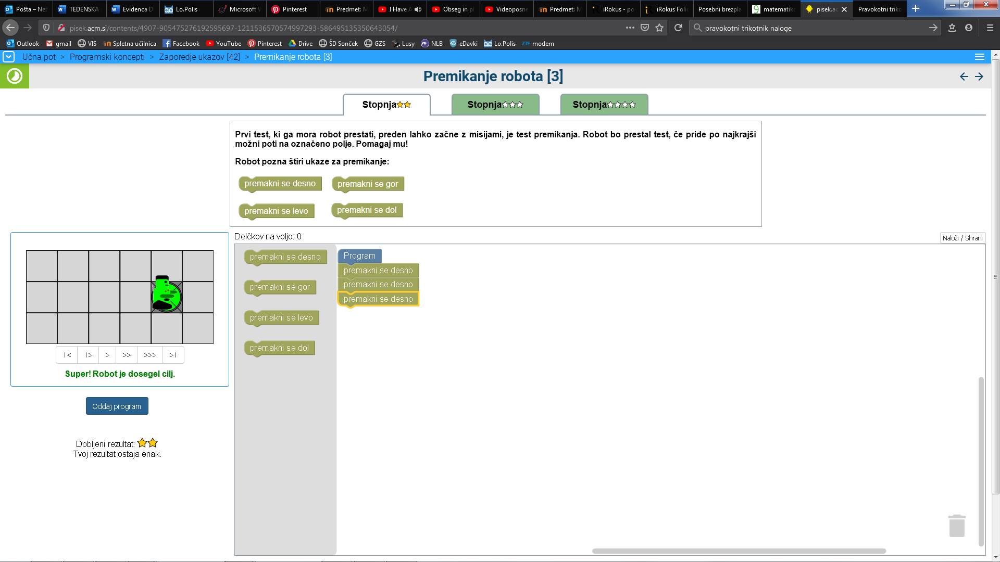 Pošta – Než
TEDENSKA
Evidenca D
Lo.Polis
Microsoft W
Pinterest
Predmet: M
I Have A
Obseg in pl
Videoposne
Predmet: M
iRokus - po
iRokus Foli
Posebni brezpla
matematika
pisek.ac
Pravokotni triko
pisek.acm.si/contents/4907-905475276192595697-1211536570574997293-586495135350643054/
pravokotni trikotnik naloge
Outlook gmail VIS Spletna učilnica Facebook YouTube Pinterest Drive ŠD Sonček GZS Lusy NLB eDavki Lo.Polis ZTE modem
Učna pot > Programski koncepti > Zaporedje ukazov [42] > Premikanje robota [3]
Premikanje robota [3]
Stopnja
Stopnja
Stopnja
Prvi test, ki ga mora robot prestati, preden lahko začne z misijami, je test premikanja. Robot bo prestal test, če pride po najkrajši
možni poti na označeno polje. Pomagaj mu!
Robot pozna štiri ukaze za premikanje:
premakni se desno
premakni se gor
premakni se levo
premakni se dol
Delčkov na voljo: 0
Naloži / Shrani
premakni se desno
premakni se gor
premakni se levo
premakni se dol
Program
premakni se desno
premakni se desno
premakni se desno
|< |> > >> >>> >|
Super! Robot je dosegel cilj.
Oddaj program
Dobljeni rezultat:
Tvoj rezultat ostaja enak.